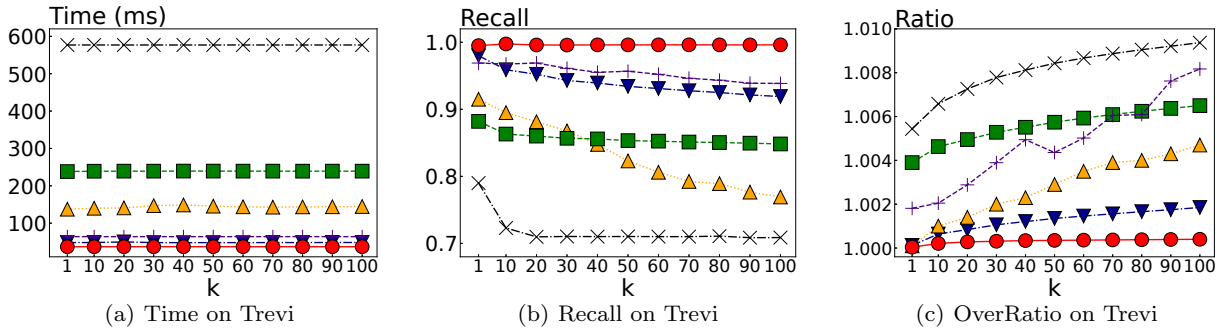 Time (ms)
600
500
400
300
200
100
1 10 20 30 40 50 60 70 80 90 100
k
(a) Time on Trevi
Recall
1.0
0.9
0.8
0.7
1 10 20 30 40 50 60 70 80 90 100
k
(b) Recall on Trevi
Ratio
1.010
1.008
1.006
1.004
1.002
1.000
1 10 20 30 40 50 60 70 80 90 100
k
(c) OverRatio on Trevi